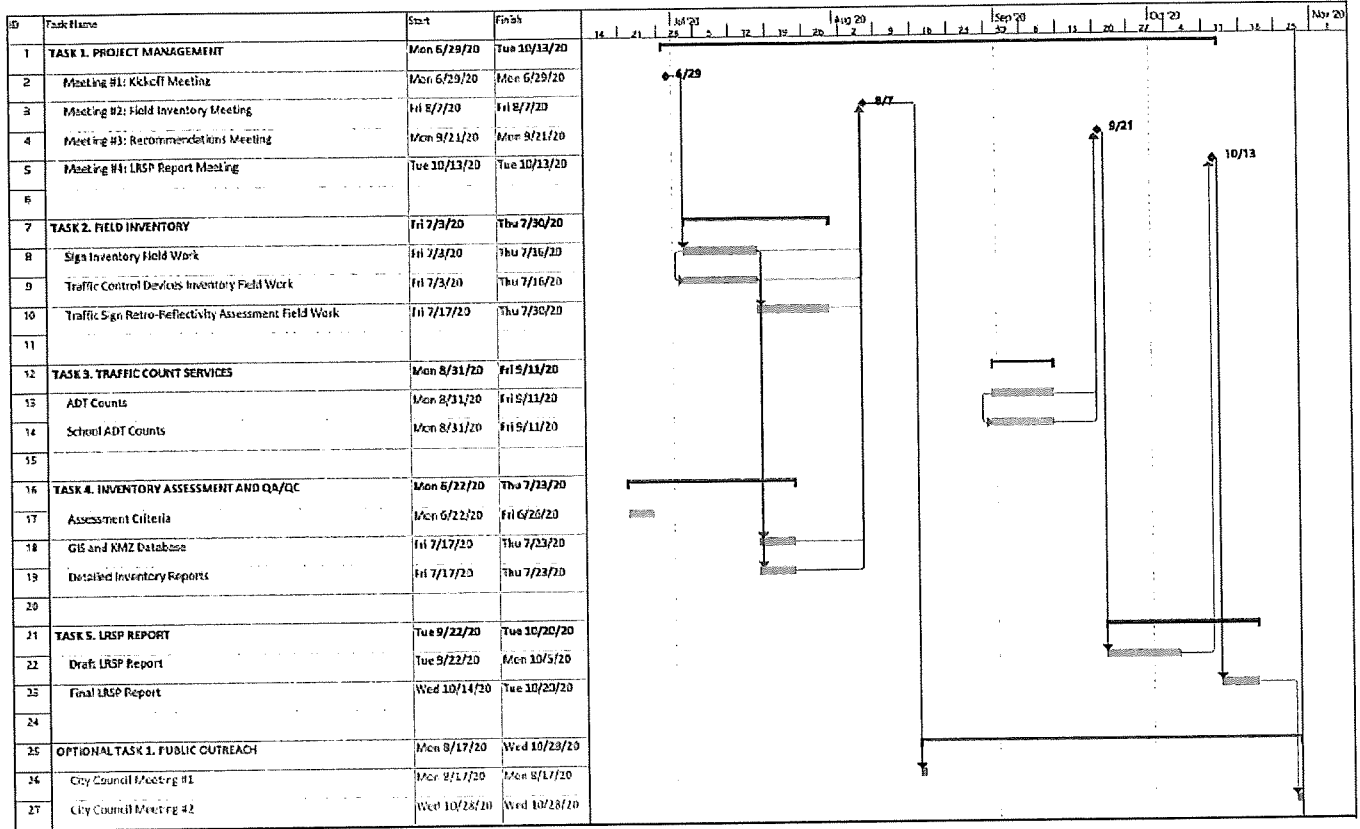 ID Task Name Start Finish Jul '20 Aug '20 Sep '20 Oct '20 Nov '20
14 21 28 5 12 19 26 2 9 16 23 30 6 13 27 4 11 18 25 1
1 TASK 1. PROJECT MANAGEMENT Mon 6/29/20 Tue 10/13/20
2 Meeting #1: Kickoff Meeting Mon 6/29/20 Mon 6/29/20 6/29
3 Meeting #2: Field Inventory Meeting Fri 8/7/20 Fri 8/7/20 8/7
4 Meeting #3: Recommendations Meeting Mon 9/21/20 Mon 9/21/20 9/21
5 Meeting #4: LRSP Report Meeting Tue 10/13/20 Tue 10/13/20 10/13
6
7 TASK 2. FIELD INVENTORY Fri 7/3/20 Thu 7/30/20
8 Sign Inventory Field Work Fri 7/3/20 Thu 7/16/20
9 Traffic Control Devices Inventory Field Work Fri 7/3/20 Thu 7/16/20
10 Traffic Sign Retro-Reflectivity Assessment Field Work Fri 7/17/20 Thu 7/30/20
11
12 TASK 3. TRAFFIC COUNT SERVICES Mon 8/31/20 Fri 9/11/20
13 ADT Counts Mon 8/31/20 Fri 9/11/20
14 School ADT Counts Mon 8/31/20 Fri 9/11/20
15
16 TASK 4. INVENTORY ASSESSMENT AND QA/QC Mon 6/22/20 Thu 7/23/20
17 Assessment Criteria Mon 6/22/20 Fri 6/26/20
18 GIS and KMZ Database Fri 7/17/20 Thu 7/23/20
19 Detailed Inventory Reports Fri 7/17/20 Thu 7/23/20
20
21 TASK 5. LRSP REPORT Tue 9/22/20 Tue 10/20/20
22 Draft LRSP Report Tue 9/22/20 Mon 10/5/20
23 Final LRSP Report Wed 10/14/20 Tue 10/20/20
24
25 OPTIONAL TASK 1. PUBLIC OUTREACH Mon 8/17/20 Wed 10/28/20
26 City Council Meeting #1 Mon 8/17/20 Mon 8/17/20
27 City Council Meeting #2 Wed 10/28/20 Wed 10/28/20